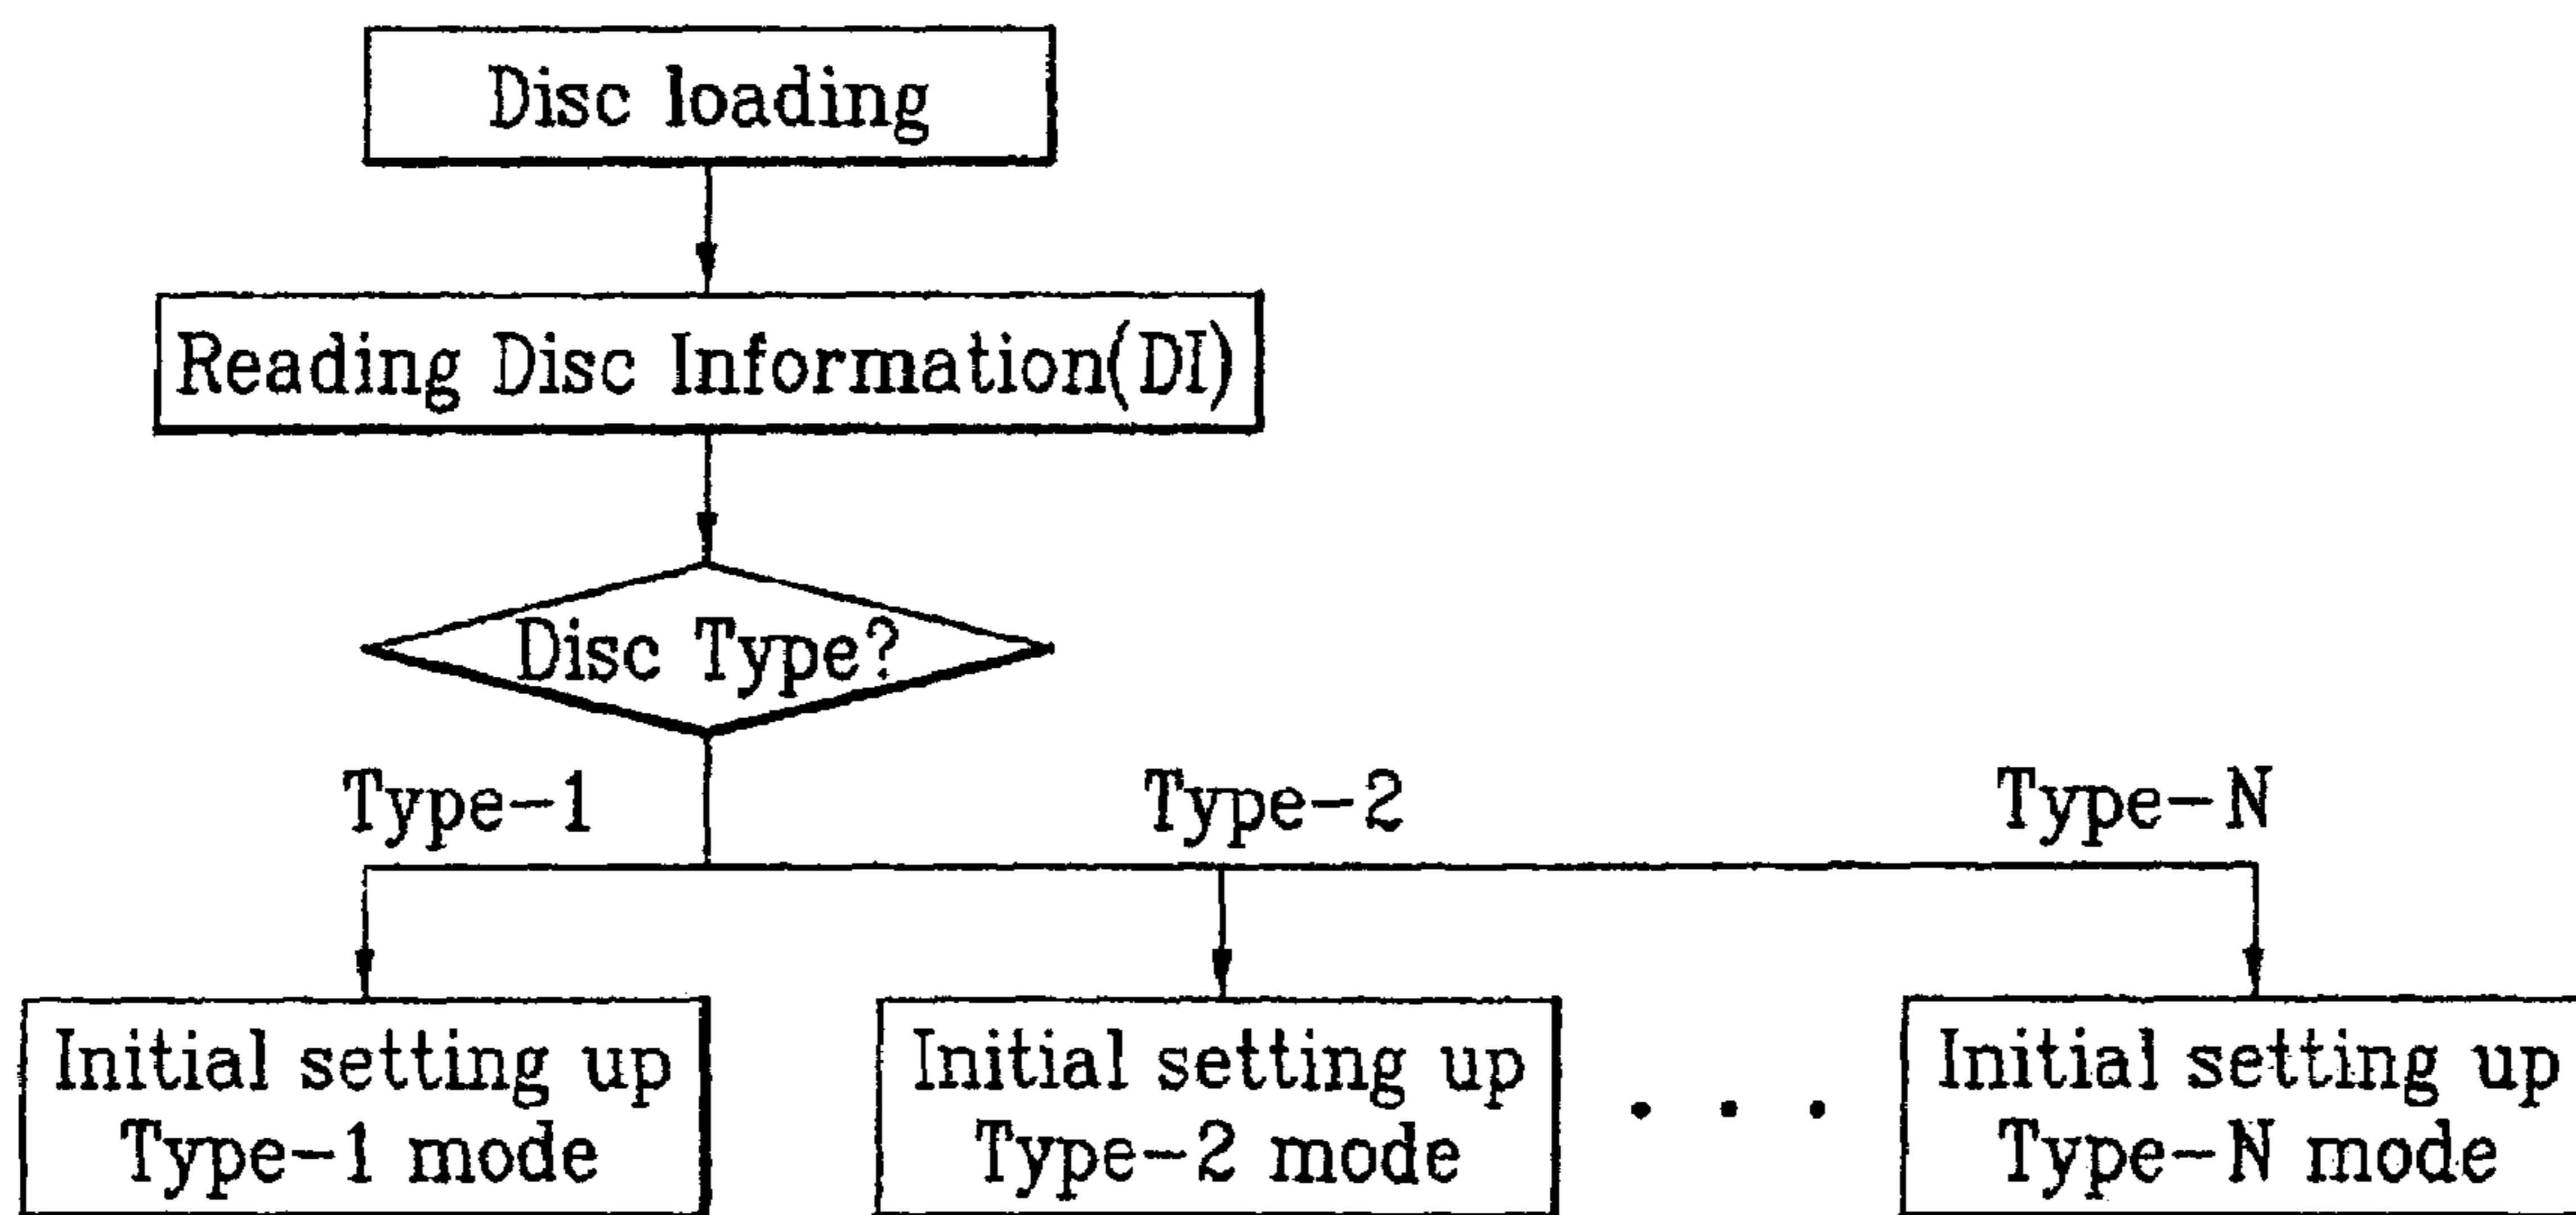 Disc loading
Reading Disc Information(DI)
Disc Type?
Type-1
Type-2
Type-N
Initial setting up
Type-1 mode
Initial setting up
Type-2 mode
. . .
Initial setting up
Type-N mode